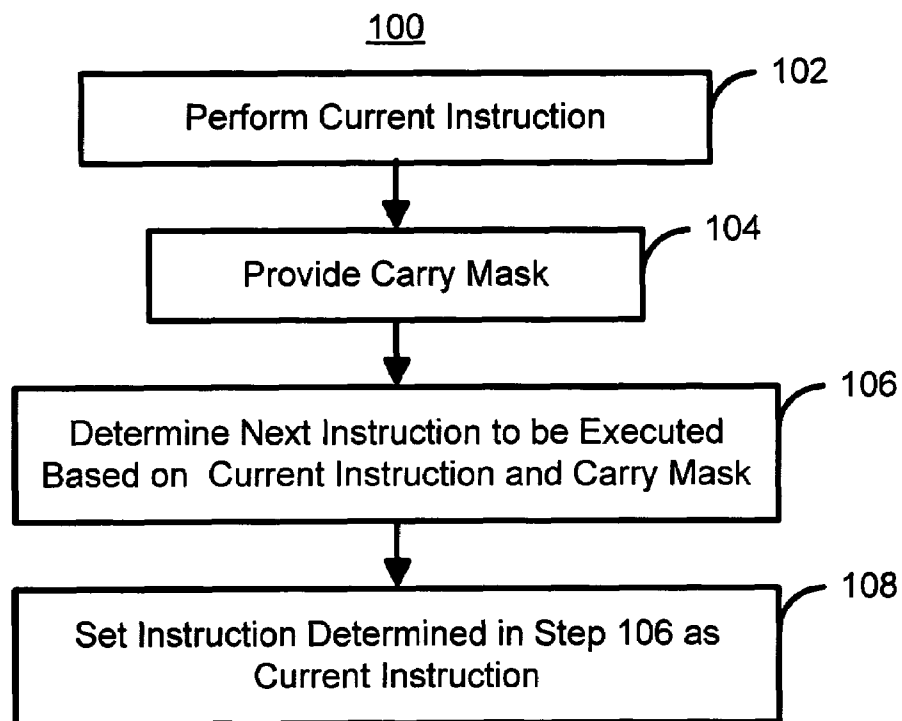 100
102
Perform Current Instruction
104
Provide Carry Mask
106
Determine Next Instruction to be Executed
Based on Current Instruction and Carry Mask
108
Set Instruction Determined in Step 106 as
Current Instruction